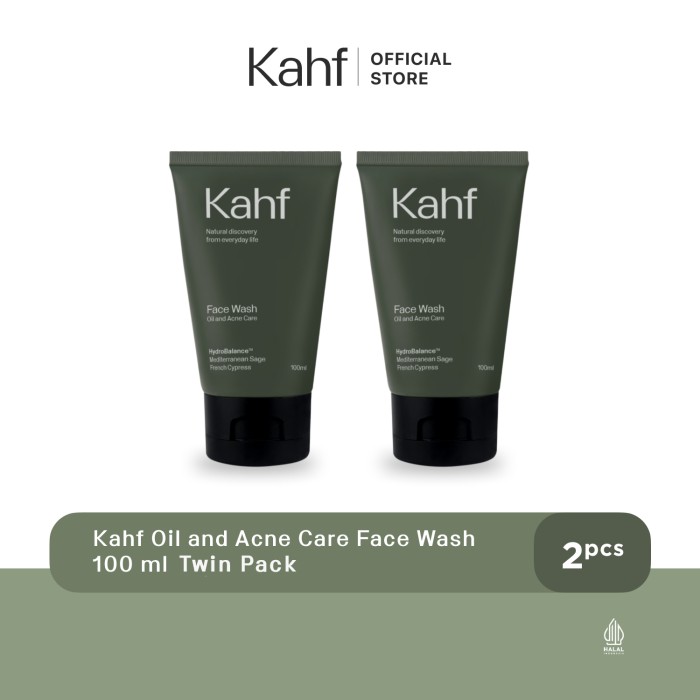 Kahf OFFICIAL
STORE
Kahf
Natural discovery
from everyday life
Face Wash
Oil and Acne Care
HydroBalance™
Mediterranean Sage
French Cypress
100ml
Kahf
Natural discovery
from everyday life
Face Wash
Oil and Acne Care
HydroBalance™
Mediterranean Sage
French Cypress
100ml
Kahf Oil and Acne Care Face Wash
100 ml Twin Pack
2pcs
HALAL